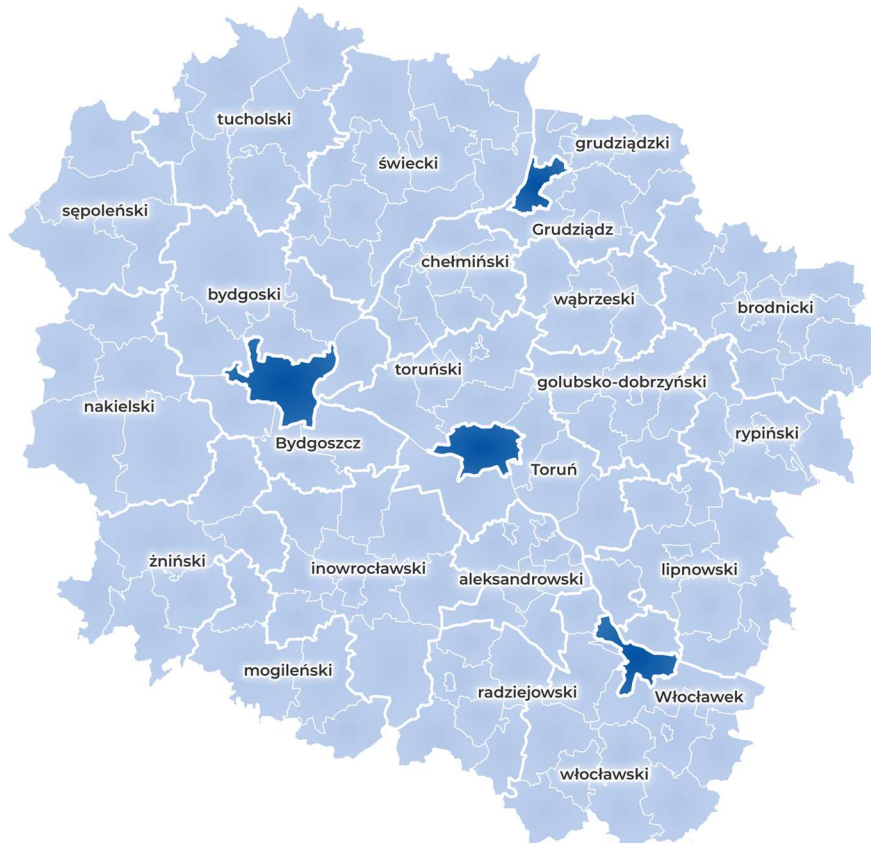 tucholski
grudziądzki
świecki
sępoleński
Grudziądz
chełmiński
bydgoski
wąbrzeski
brodnicki
toruński
golubsko-dobrzyński
nakielski
rypiński
Bydgoszcz
Toruń
żniński
inowrocławski
aleksandrowski
lipnowski
mogileński
radziejowski
Włocławek
włocławski